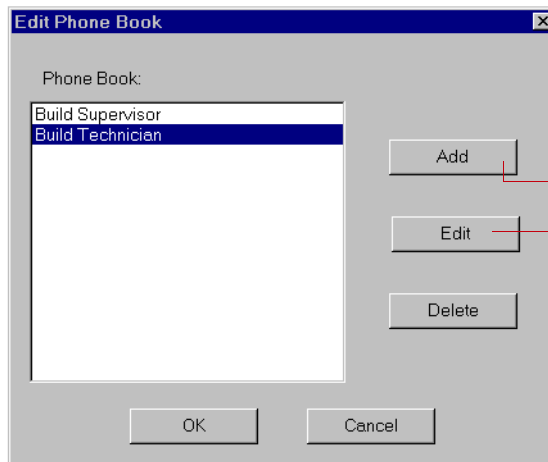 Edit Phone Book
Phone Book:
Build Supervisor
Build Technician
Add
Edit
Delete
OK
Cancel